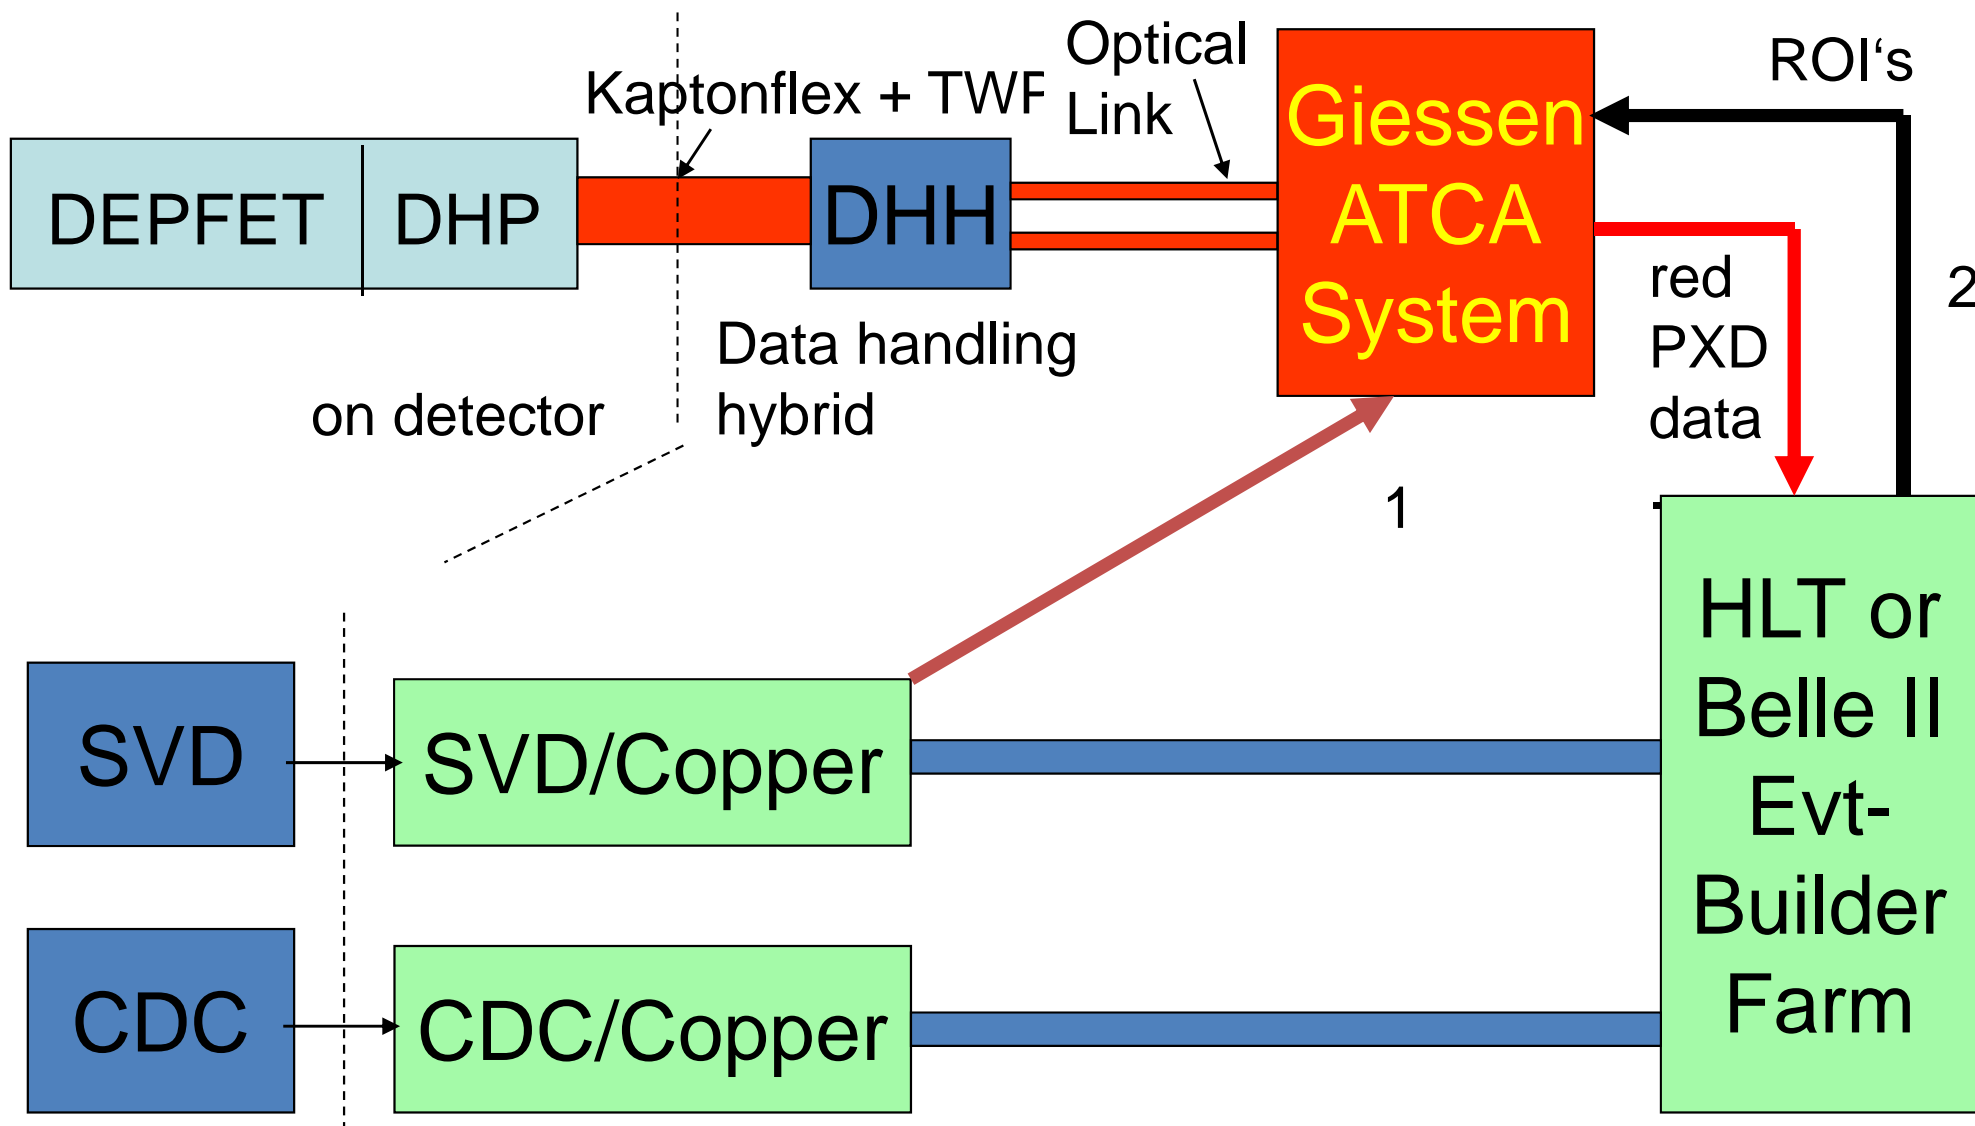 Optical
Link
ROI‘s
Kaptonflex + TWP
Giessen
ATCA
System
DEPFET
DHP
DHH
red
PXD
data
2
Data handling
hybrid
on detector
1
HLT or
Belle II
Evt-
Builder
Farm
SVD
SVD/Copper
CDC
CDC/Copper